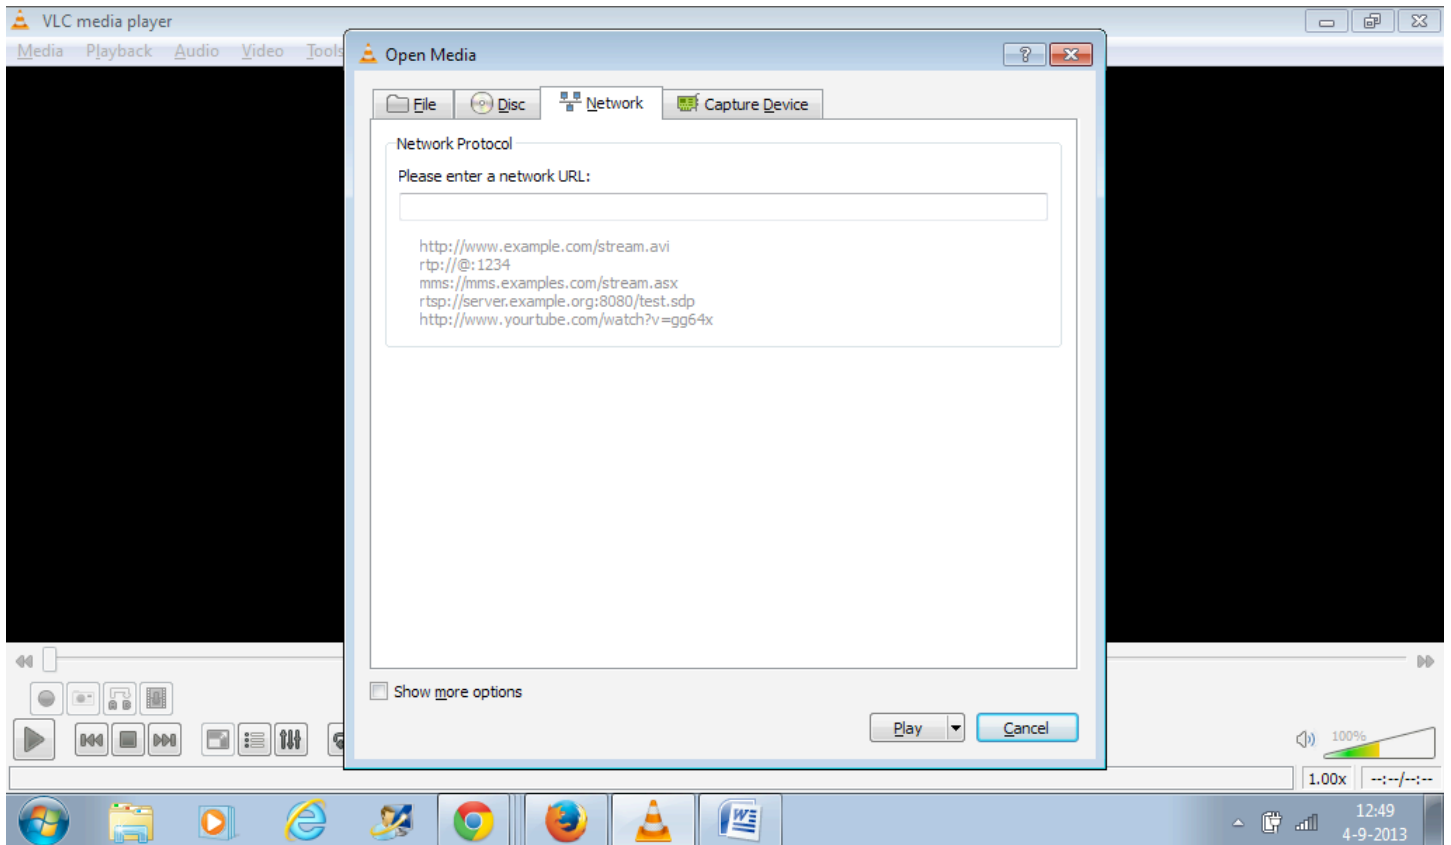 VLC media player
Media Playback Audio Video Tools
Open Media
File Disc Network Capture Device
Network Protocol
Please enter a network URL:
http://www.example.com/stream.avi
rtp://@:1234
mms://mms.examples.com/stream.asx
rtsp://server.example.org:8080/test.sdp
http://www.yourtube.com/watch?v=gg64x
Show more options
Play Cancel
100%
1.00x --:--/--:--
12:49
4-9-2013